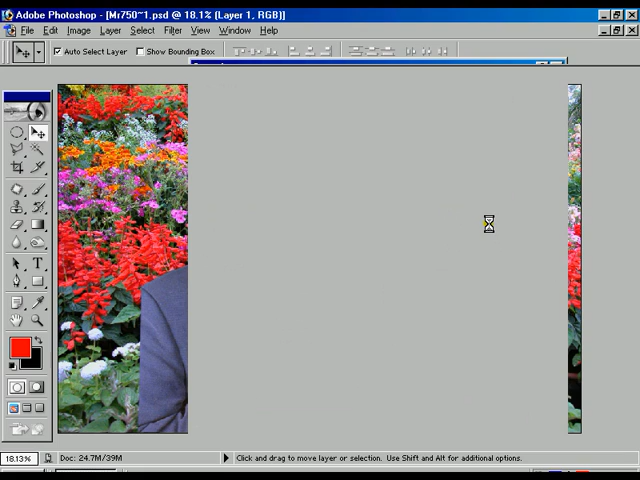 Adobe Photoshop - [Mr750~1.psd @ 18.1% (Layer 1, RGB)]
File Edit Image Layer Select Filter View Window Help
Auto Select Layer Show Bounding Box
T
18.13% Doc: 24.7M/39M Click and drag to move layer or selection. Use Shift and Alt for additional options.